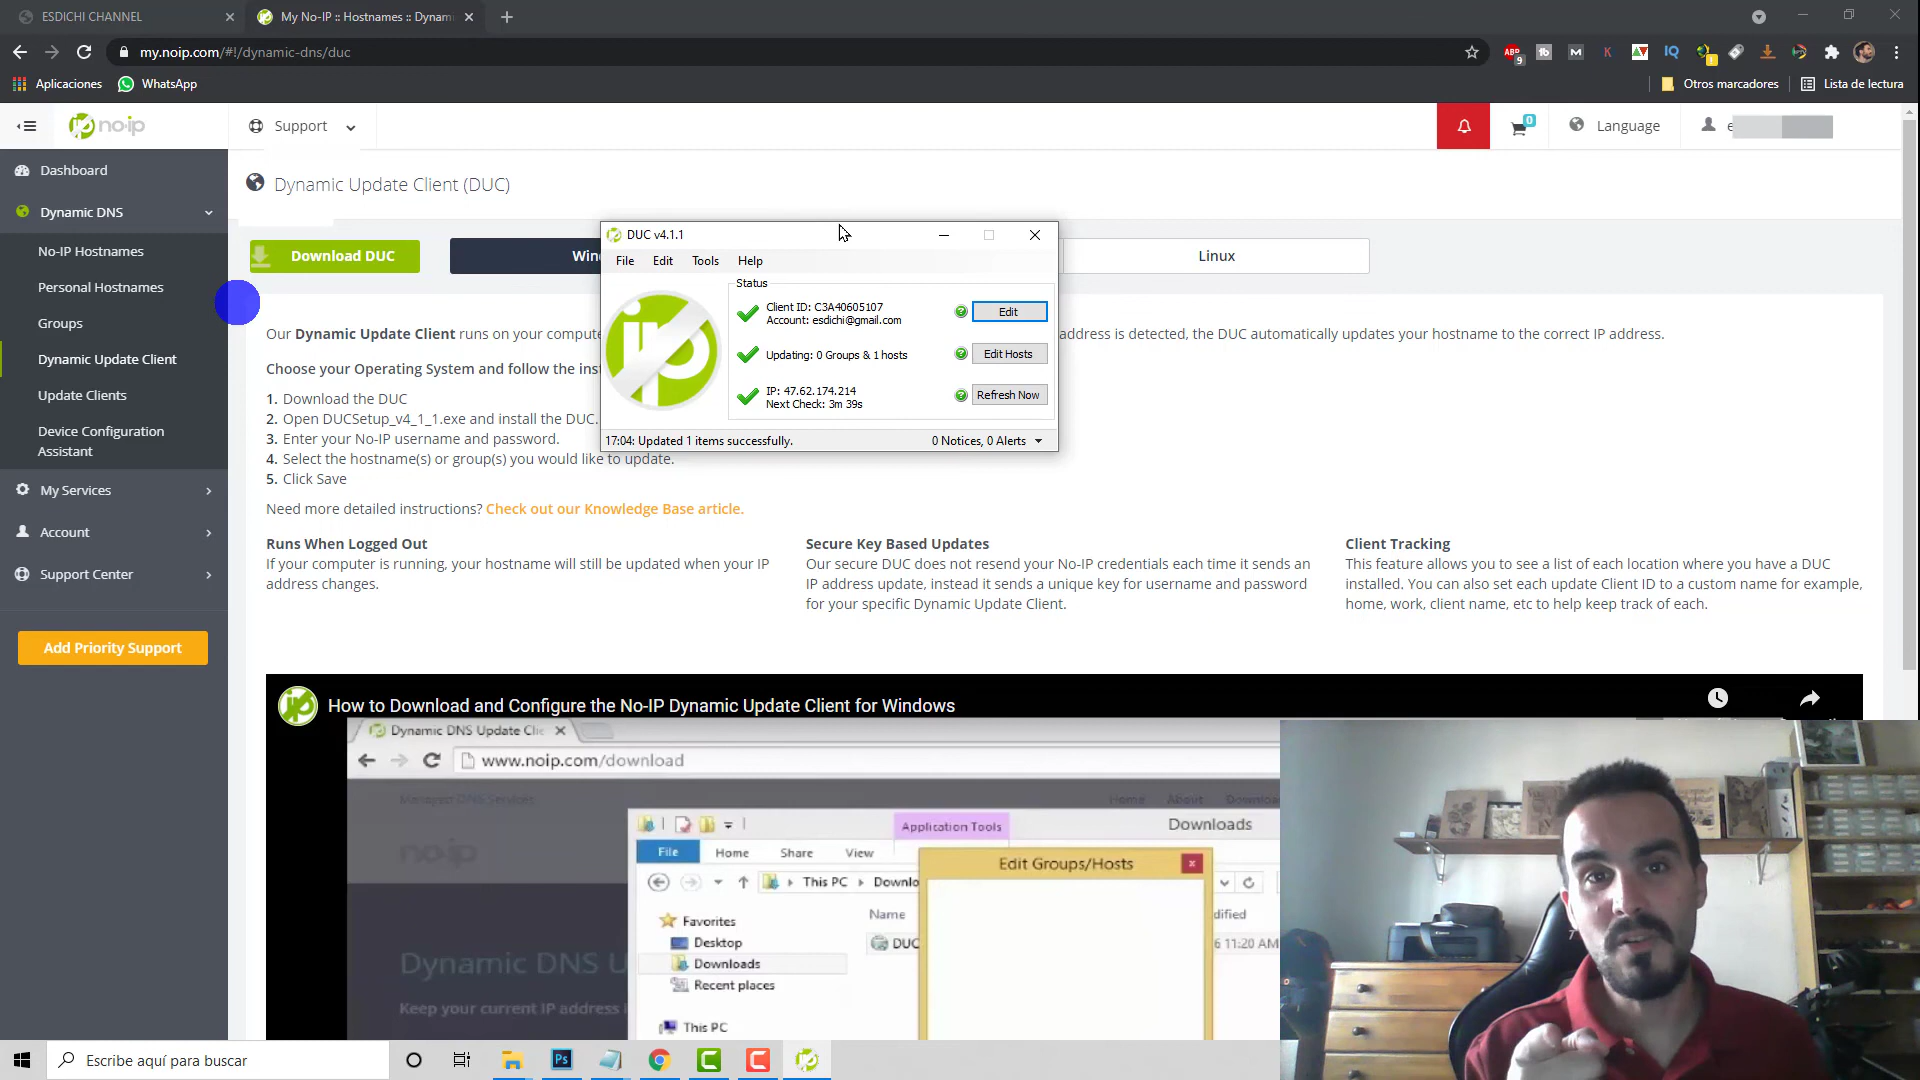 ESDICHI CHANNEL
My No-IP :: Hostnames :: Dynam
my.noip.com/#!/dynamic-dns/duc
ABP
9
Aplicaciones
WhatsApp
Otros marcadores
Lista de lectura
no-ip
Support
0
Language
e
Dashboard
Dynamic DNS
No-IP Hostnames
Personal Hostnames
Groups
Dynamic Update Client
Update Clients
Device Configuration
Assistant
My Services
Account
Support Center
Add Priority Support
Dynamic Update Client (DUC)
Download DUC
Linux
DUC v4.1.1
File Edit Tools Help
Status
Client ID: C3A40605107
Account: esdichi@gmail.com
Edit
Updating: 0 Groups & 1 hosts
Edit Hosts
IP: 47.62.174.214
Next Check: 3m 39s
Refresh Now
17:04: Updated 1 items successfully.
0 Notices, 0 Alerts
Our Dynamic Update Client runs on your compute
address is detected, the DUC automatically updates your hostname to the correct IP address.
Choose your Operating System and follow the ins
1. Download the DUC
2. Open DUCSetup_v4_1_1.exe and install the DUC.
3. Enter your No-IP username and password.
4. Select the hostname(s) or group(s) you would like to update.
5. Click Save
Need more detailed instructions? Check out our Knowledge Base article.
Runs When Logged Out
If your computer is running, your hostname will still be updated when your IP
address changes.
Secure Key Based Updates
Our secure DUC does not resend your No-IP credentials each time it sends an
IP address update, instead it sends a unique key for username and password
for your specific Dynamic Update Client.
Client Tracking
This feature allows you to see a list of each location where you have a DUC
installed. You can also set each update Client ID to a custom name for example,
home, work, client name, etc to help keep track of each.
How to Download and Configure the No-IP Dynamic Update Client for Windows
Dynamic DNS Update Clie
www.noip.com/download
Managed DNS Services
Home About
no-ip
Application Tools
Downloads
File Home Share View
This PC
Downlo
Edit Groups/Hosts
Favorites
Desktop
Downloads
Recent places
This PC
Name
DUC
6 11:20 AM
Dynamic DNS U
Keep your current IP address i
Escribe aquí para buscar
Ps